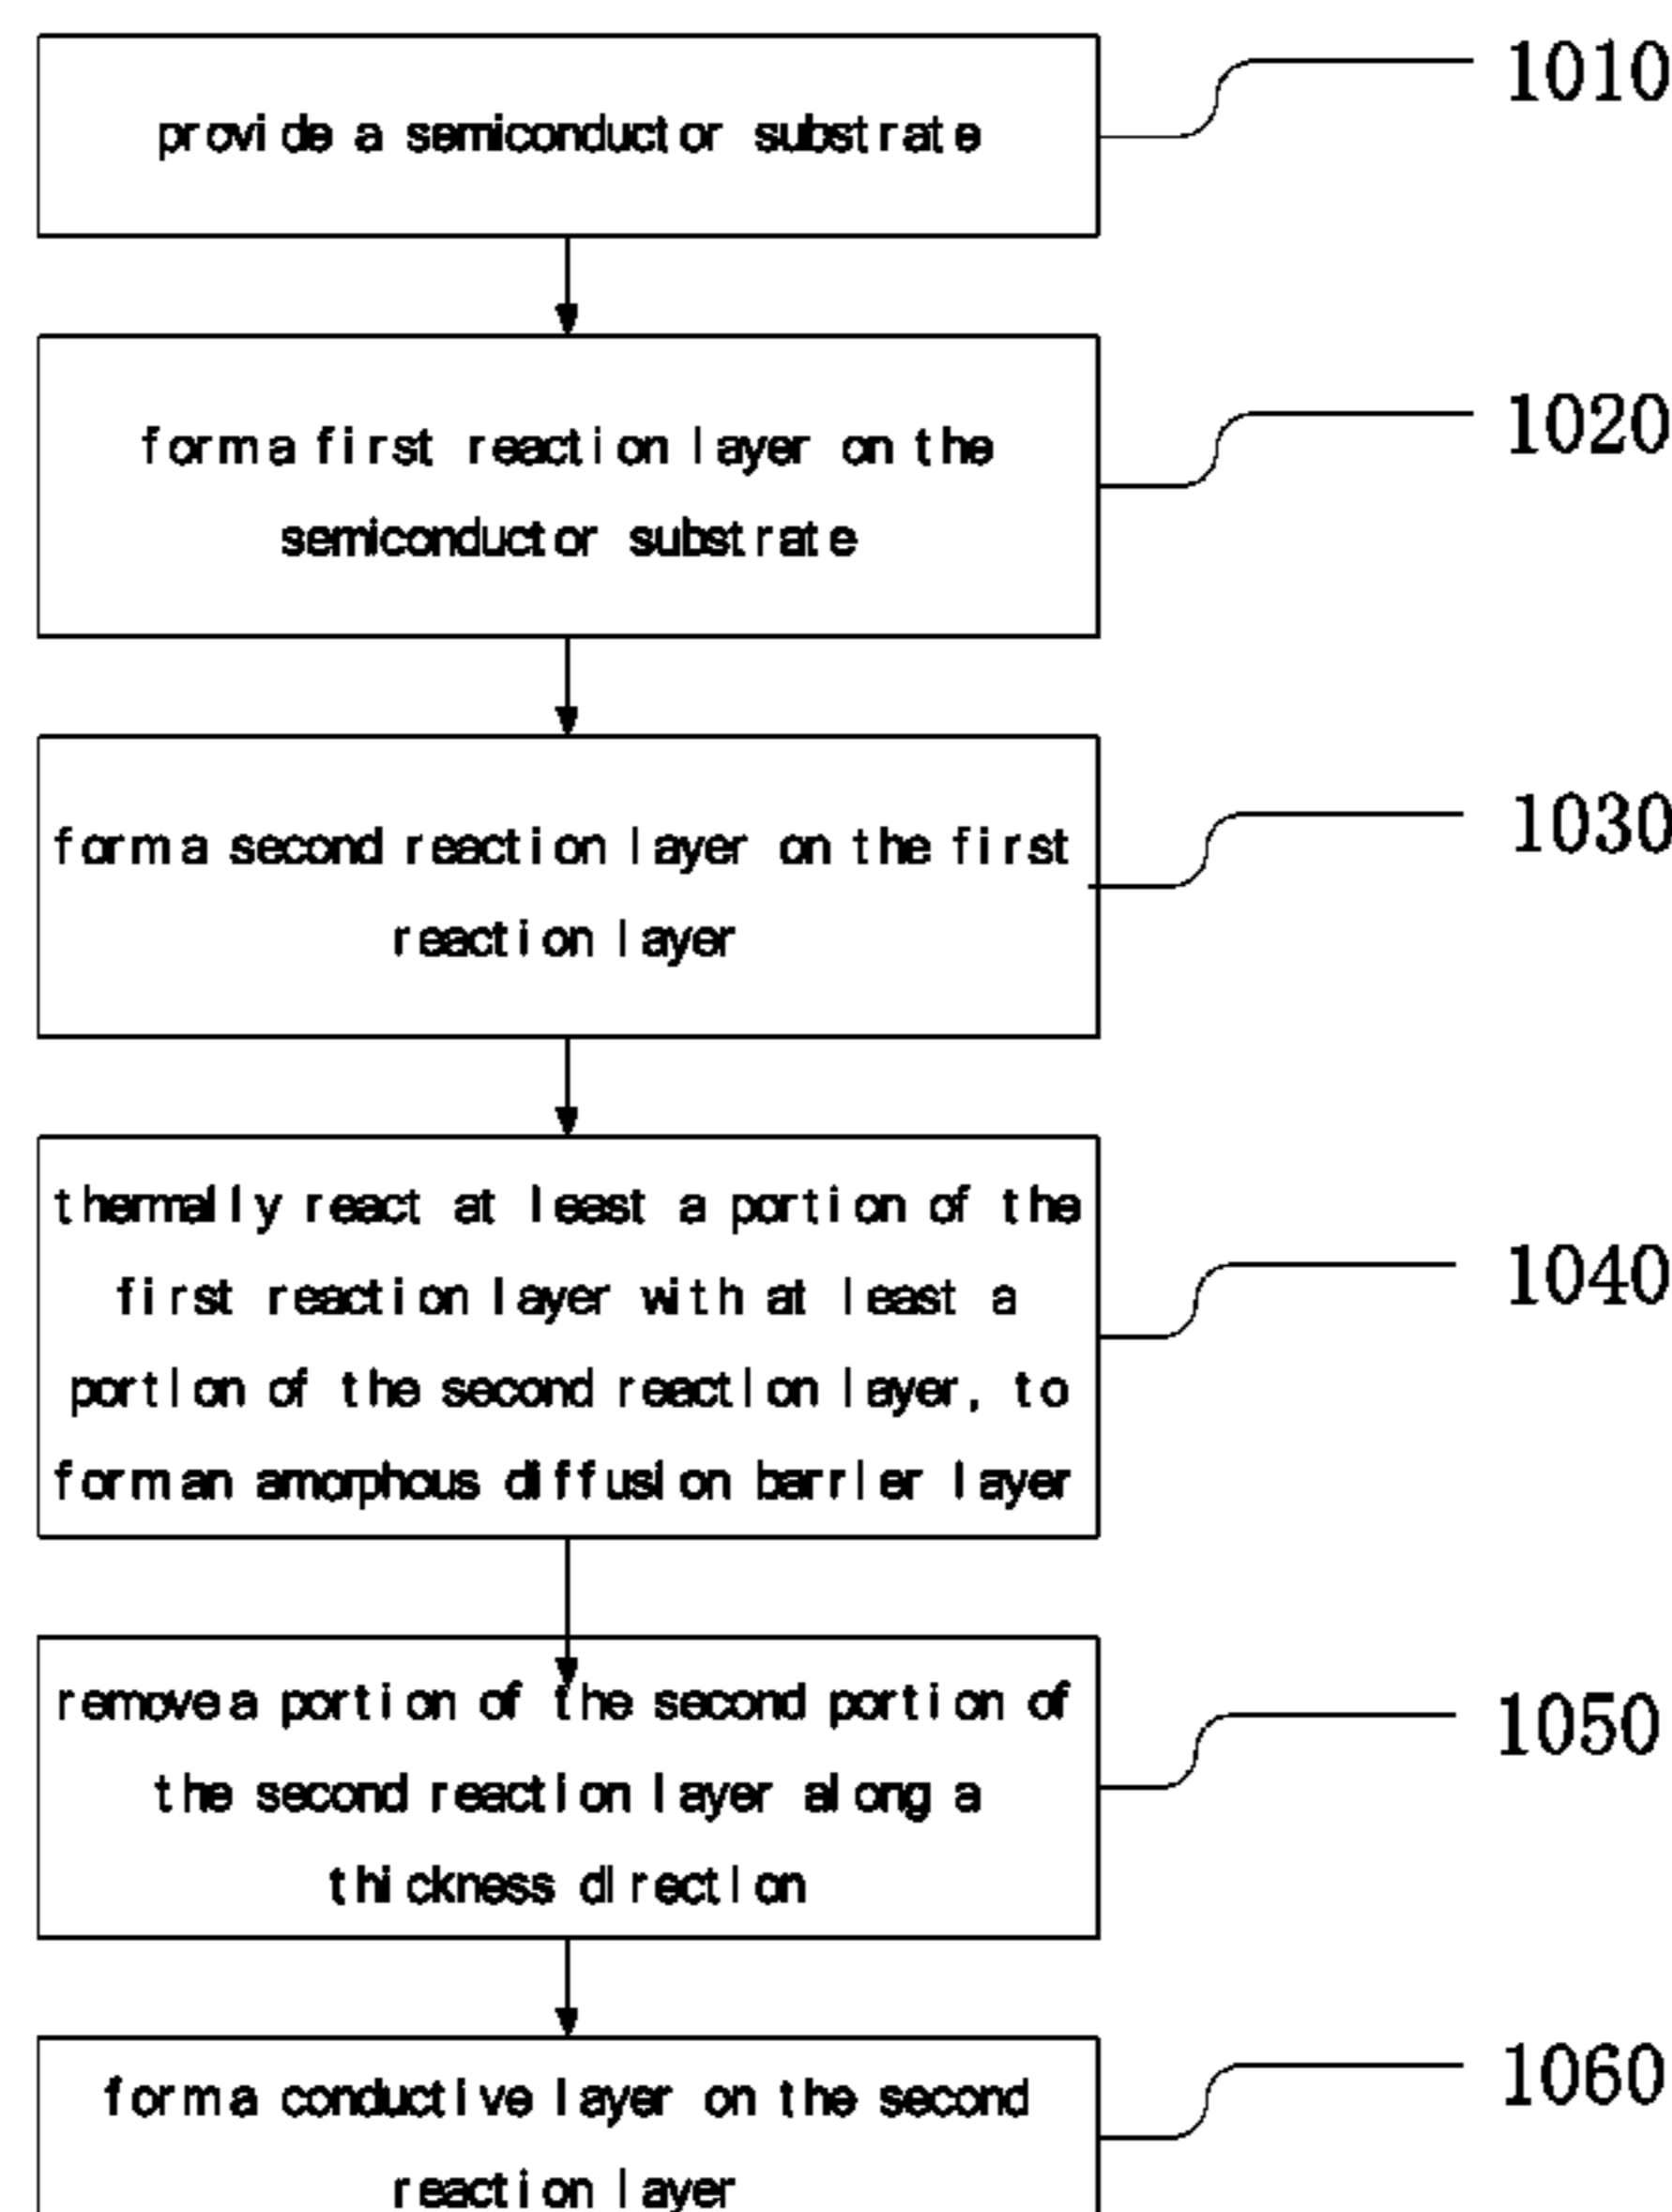 provide a semiconductor substrate
1010
form a first reaction layer on the
semiconductor substrate
1020
form a second reaction layer on the first
reaction layer
1030
thermally react at least a portion of the
first reaction layer with at least a
portion of the second reaction layer, to
form an amorphous diffusion barrier layer
1040
remove a portion of the second portion of
the second reaction layer along a
thickness direction
1050
form a conductive layer on the second
reaction layer
1060